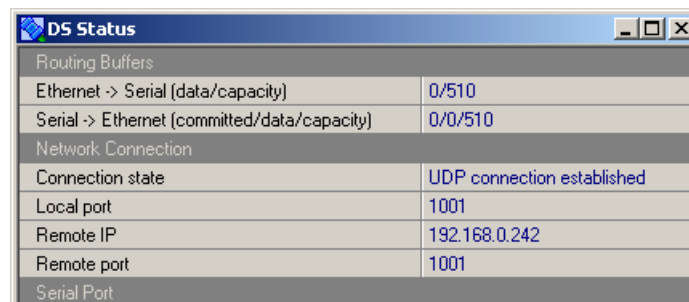 DS Status
Routing Buffers
Ethernet -> Serial (data/capacity) 0/510
Serial -> Ethernet (committed/data/capacity) 0/0/510
Network Connection
Connection state UDP connection established
Local port 1001
Remote IP 192.168.0.242
Remote port 1001
Serial Port